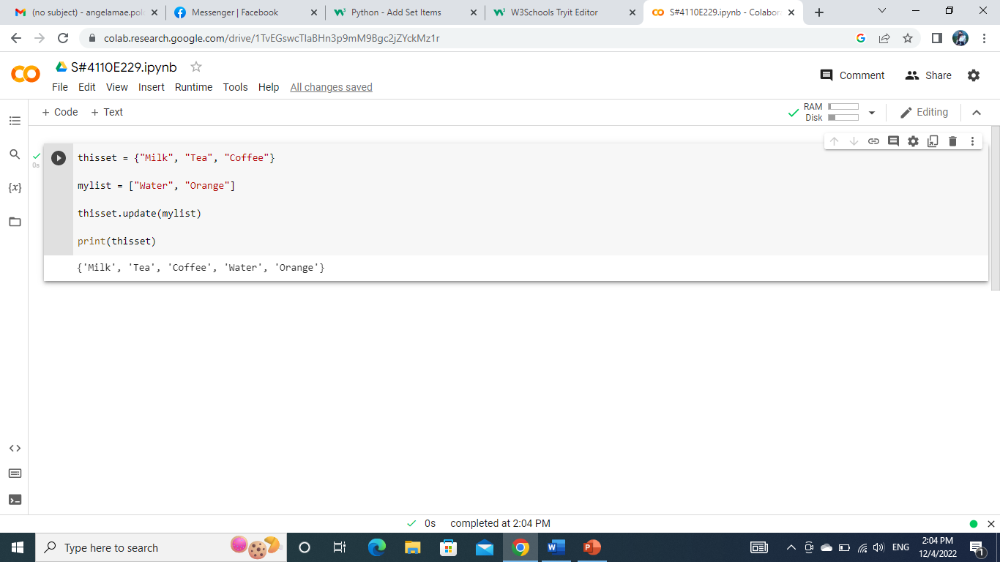 (no subject) - angelamae.pol
Messenger | Facebook
Python - Add Set Items
W3Schools Tryit Editor
S#4110E229.ipynb - Colabor
colab.research.google.com/drive/1TvEGswcTlaBHn3p9mM9Bgc2jZYckMz1r
S#4110E229.ipynb
Comment
Share
File Edit View Insert Runtime Tools Help All changes saved
+ Code + Text
RAM
Disk
Editing
0s
{x}
thisset = {"Milk", "Tea", "Coffee"}
mylist = ["Water", "Orange"]
thisset.update(mylist)
print(thisset)
{'Milk', 'Tea', 'Coffee', 'Water', 'Orange'}
0s completed at 2:04 PM
Type here to search
ENG
2:04 PM
12/4/2022
1